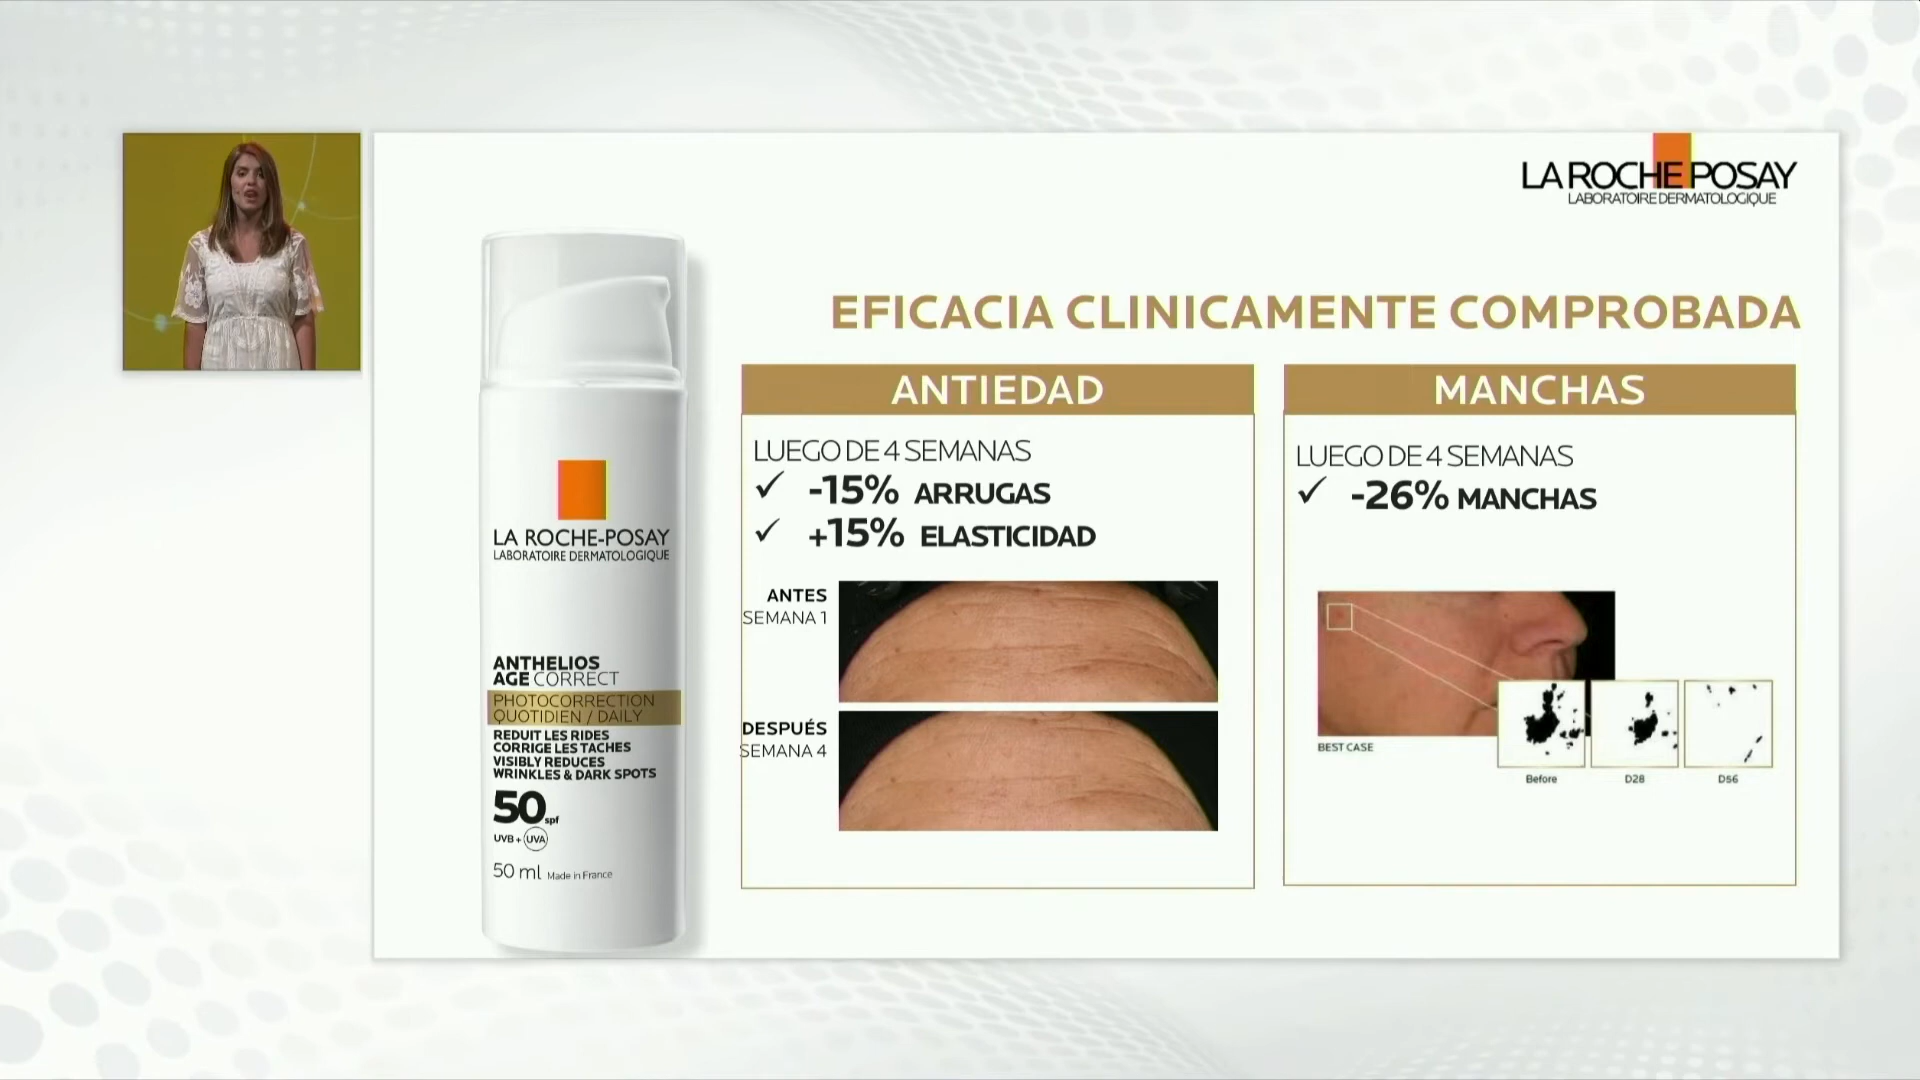 LA ROCHE POSAY
LABORATOIRE DERMATOLOGIQUE
EFICACIA CLINICAMENTE COMPROBADA
ANTIEDAD
LUEGO DE 4 SEMANAS
✓ -15% ARRUGAS
✓ +15% ELASTICIDAD
ANTES
SEMANA 1
DESPUÉS
SEMANA 4
MANCHAS
LUEGO DE 4 SEMANAS
✓ -26% MANCHAS
BEST CASE
Before D28 D56
LA ROCHE-POSAY
LABORATOIRE DERMATOLOGIQUE
ANTHELIOS
AGE CORRECT
PHOTOCORRECTION
QUOTIDIEN / DAILY
REDUIT LES RIDES
CORRIGE LES TACHES
VISIBLY REDUCES
WRINKLES & DARK SPOTS
50 spf
UVB + UVA
50 ml Made in France